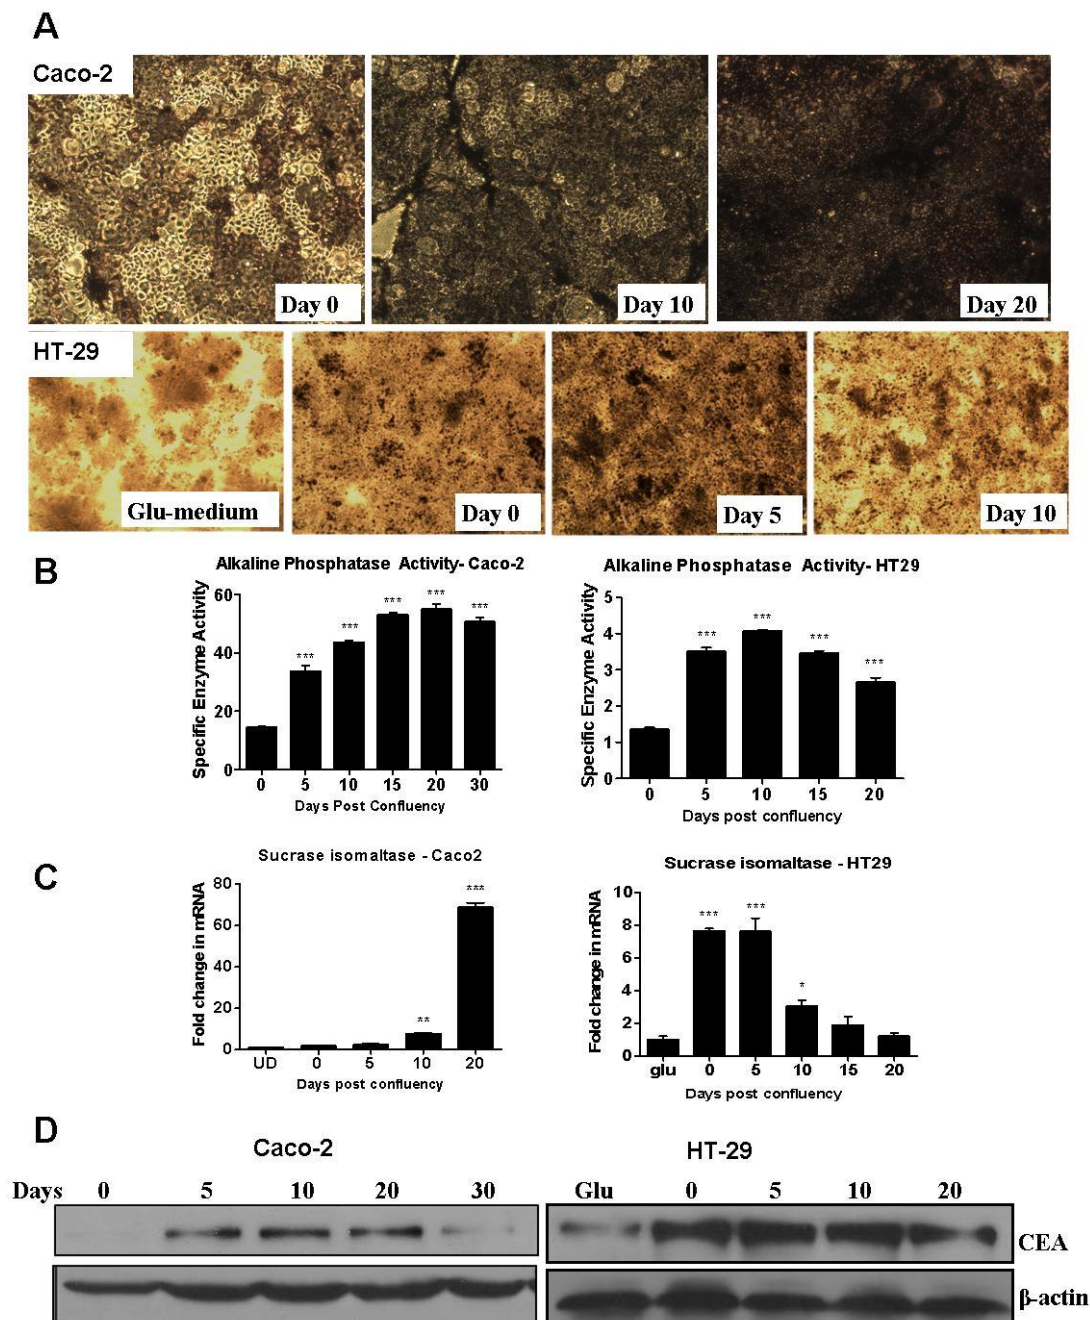 A
Caco-2
Day 0
Day 10
Day 20
HT-29
Glu-medium
Day 0
Day 5
Day 10
B
Alkaline Phosphatase Activity- Caco-2
Specific Enzyme Activity
60
40
20
0
***
***
***
***
***
0 5 10 15 20 30
Days Post Confluency
Alkaline Phosphatase Activity- HT29
Specific Enzyme Activity
5
4
3
2
1
0
***
***
***
***
0 5 10 15 20
Days post confluency
C
Sucrase isomaltase - Caco2
Fold change in mRNA
80
60
40
20
0
**
***
UD 0 5 10 20
Days post confluency
Sucrase isomaltase - HT29
Fold change in mRNA
10
8
6
4
2
0
***
***
*
glu 0 5 10 15 20
Days post confluency
D
Caco-2
Days 0 5 10 20 30
HT-29
Glu 0 5 10 20
CEA
β-actin